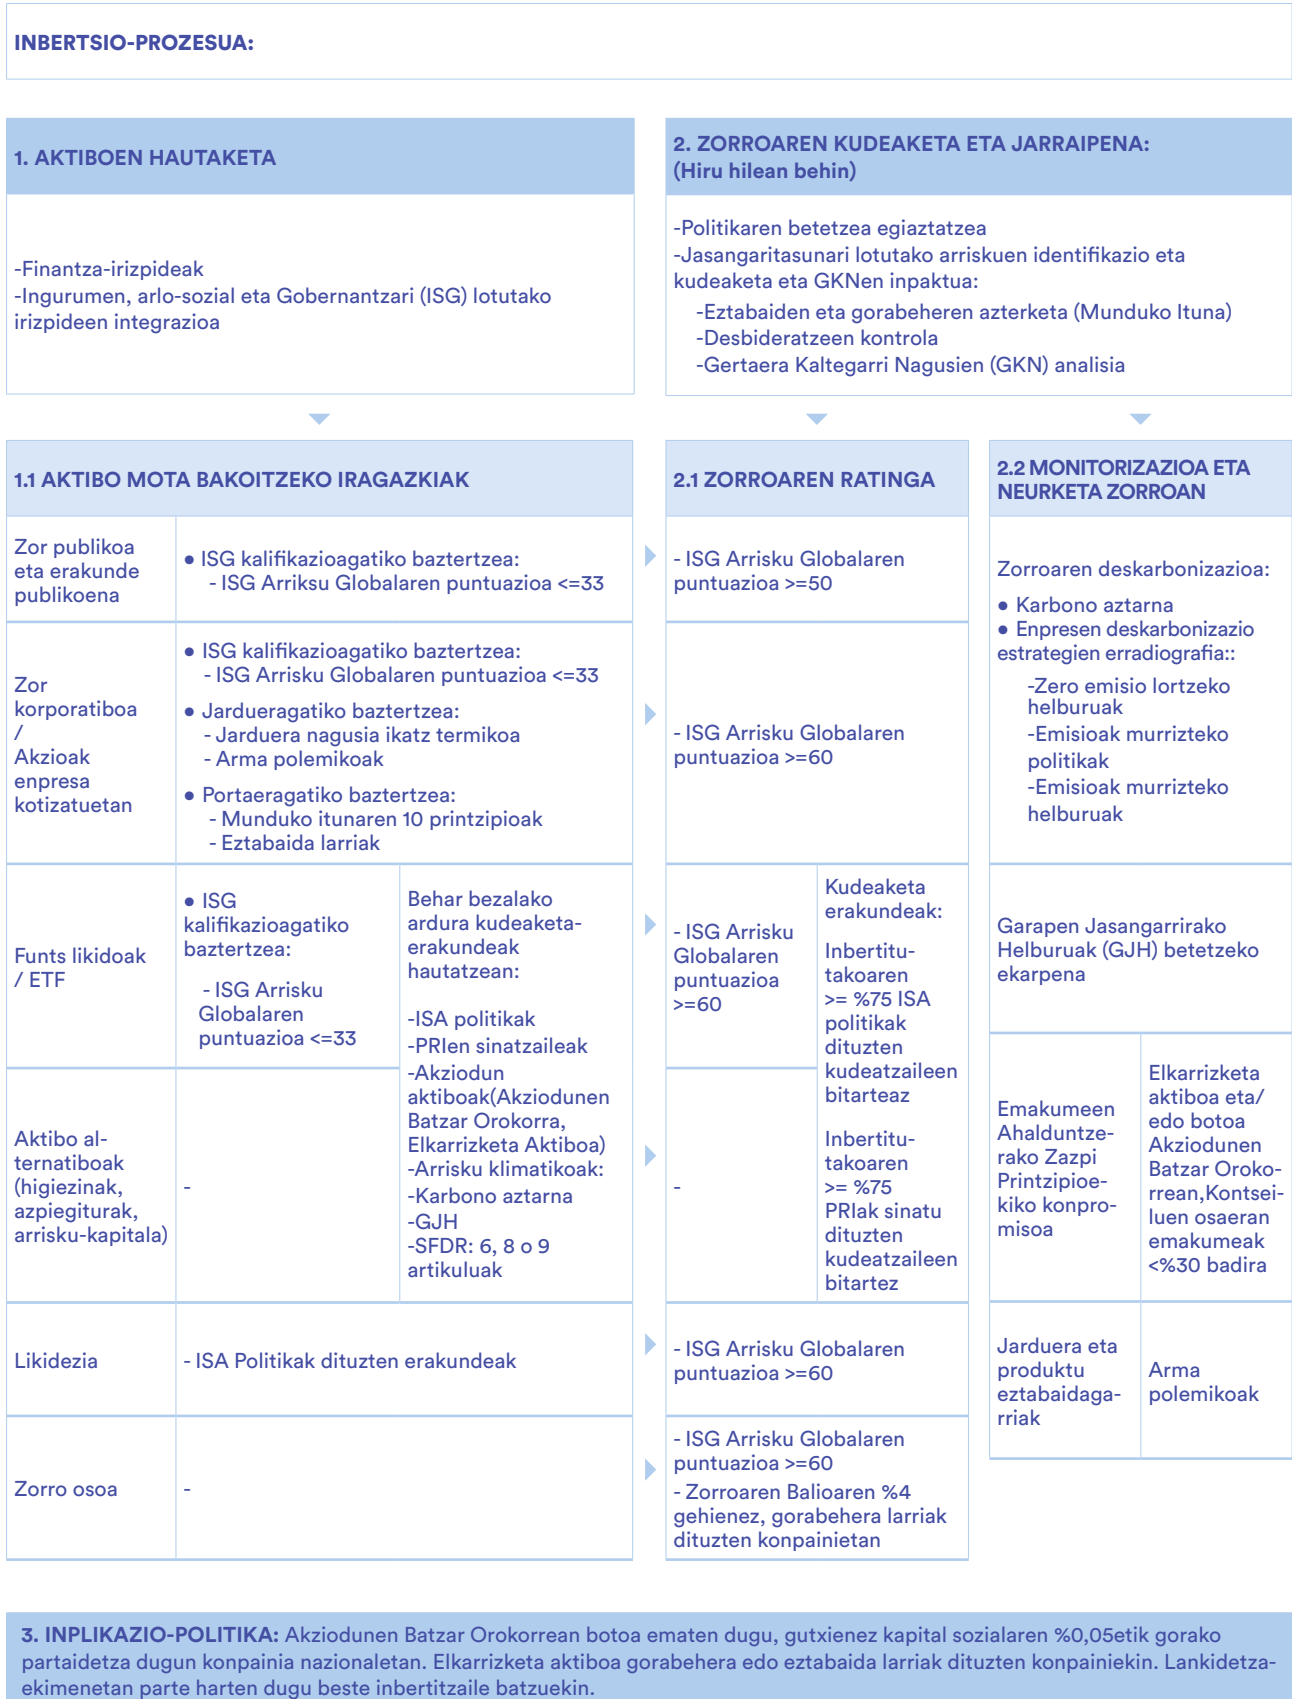 INBERTSIO-PROZESUA:
1. AKTIBOEN HAUTAKETA
-Finantza-irizpideak
-Ingurumen, arlo-sozial eta Gobernantzari (ISG) lotutako
irizpideen integrazioa
2. ZORROAREN KUDEAKETA ETA JARRAIPENA:
(Hiru hilean behin)
-Politikaren betetzea egiaztatzea
-Jasangaritasunari lotutako arriskuen identifikazio eta
kudeaketa eta GKNen inpaktua:
-Eztabaiden eta gorabeheren azterketa (Munduko Ituna)
-Desbideratzeen kontrola
-Gertaera Kaltegarri Nagusien (GKN) analisia
1.1 AKTIBO MOTA BAKOITZEKO IRAGAZKIAK
Zor publikoa
eta erakunde
publikoena
● ISG kalifikazioagatiko baztertzea:
- ISG Arriksu Globalaren puntuazioa <=33
Zor
korporatiboa
/
Akzioak
enpresa
kotizatuetan
● ISG kalifikazioagatiko baztertzea:
- ISG Arrisku Globalaren puntuazioa <=33
● Jardueragatiko baztertzea:
- Jarduera nagusia ikatz termikoa
- Arma polemikoak
● Portaeragatiko baztertzea:
- Munduko itunaren 10 printzipioak
- Eztabaida larriak
Funts likidoak
/ ETF
● ISG
kalifikazioagatiko
baztertzea:
- ISG Arrisku
Globalaren
puntuazioa <=33
Behar bezalako
ardura kudeaketa-
erakundeak
hautatzean:
-ISA politikak
-PRIen sinatzaileak
-Akziodun
aktiboak(Akziodunen
Batzar Orokorra,
Elkarrizketa Aktiboa)
-Arrisku klimatikoak:
-Karbono aztarna
-GJH
-SFDR: 6, 8 o 9
artikuluak
Aktibo al-
ternatiboak
(higiezinak,
azpiegiturak,
arrisku-kapitala)
-
Likidezia
- ISA Politikak dituzten erakundeak
Zorro osoa
-
2.1 ZORROAREN RATINGA
- ISG Arrisku Globalaren
puntuazioa >=50
- ISG Arrisku Globalaren
puntuazioa >=60
- ISG Arrisku
Globalaren
puntuazioa
>=60
Kudeaketa
erakundeak:
Inbertitu-
takoaren
>= %75 ISA
politikak
dituzten
kudeatzaileen
bitarteaz
Inbertitu-
takoaren
>= %75
PRIak sinatu
dituzten
kudeatzaileen
bitartez
-
- ISG Arrisku Globalaren
puntuazioa >=60
- ISG Arrisku Globalaren
puntuazioa >=60
- Zorroaren Balioaren %4
gehienez, gorabehera larriak
dituzten konpainietan
2.2 MONITORIZAZIOA ETA
NEURKETA ZORROAN
Zorroaren deskarbonizazioa:
● Karbono aztarna
● Enpresen deskarbonizazio
estrategien erradiografia::
-Zero emisio lortzeko
helburuak
-Emisioak murrizteko
politikak
-Emisioak murrizteko
helburuak
Garapen Jasangarrirako
Helburuak (GJH) betetzeko
ekarpena
Emakumeen
Ahalduntze-
rako Zazpi
Printzipioe-
kiko konpro-
misoa
Elkarrizketa
aktiboa eta/
edo botoa
Akziodunen
Batzar Oroko-
rrean,Kontsei-
luen osaeran
emakumeak
<%30 badira
Jarduera eta
produktu
eztabaidaga-
rriak
Arma
polemikoak
3. INPLIKAZIO-POLITIKA: Akziodunen Batzar Orokorrean botoa ematen dugu, gutxienez kapital sozialaren %0,05etik gorako
partaidetza dugun konpainia nazionaletan. Elkarrizketa aktiboa gorabehera edo eztabaida larriak dituzten konpainiekin. Lankidetza-
ekimenetan parte harten dugu beste inbertitzaile batzuekin.